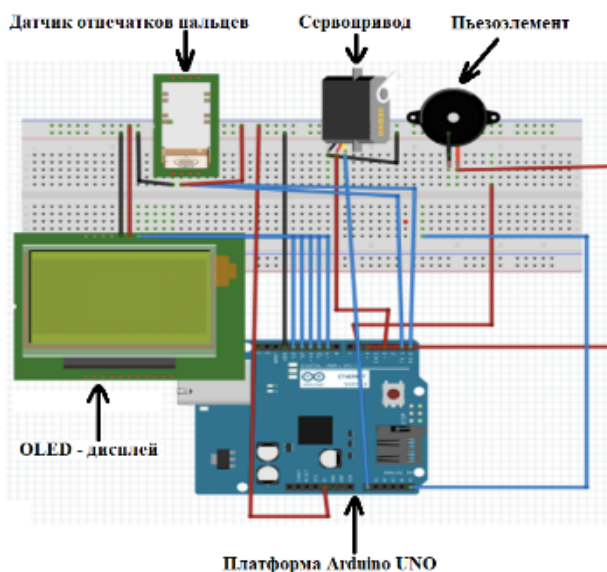 Датчик отпечатков пальцев
Сервопривод
Пьезоэлемент
OLED - дисплей
Платформа Arduino UNO